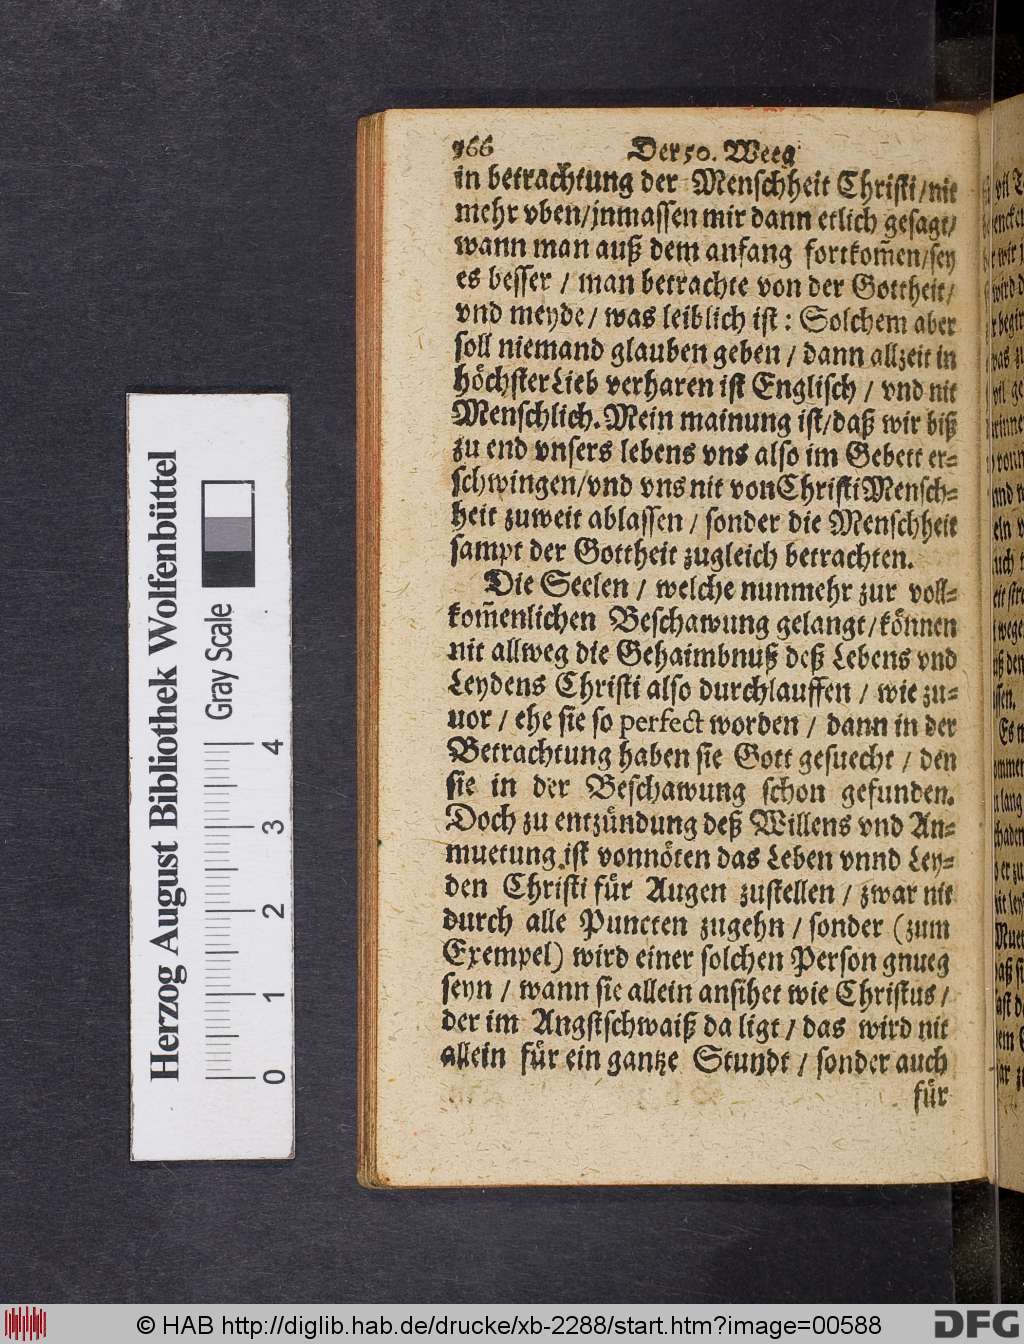 566 Der 50. Weeg
in betrachtung der Menschheit Christi/nit
mehr vben/jnmassen mir dann etlich gesagt/
wann man auß dem anfang fortkom̃en/sey
es besser / man betrachte von der Gottheit/
vnd meyde/ was leiblich ist : Solchem aber
soll niemand glauben geben / dann allzeit in
höchster Lieb verharen ist Englisch / vnd nit
Menschlich. Mein mainung ist/daß wir biß
zu end vnsers lebens vns also im Gebett er=
schwingen/vnd vns nit von Christi Mensch=
heit zuweit ablassen / sonder die Menschheit
sampt der Gottheit zugleich betrachten.
Die Seelen / welche nunmehr zur voll=
kom̃enlichen Beschawung gelangt/können
nit allweg die Gehaimbnuß deß Lebens vnd
Leydens Christi also durchlauffen / wie zu=
uor / ehe sie so perfect worden / dann in der
Betrachtung haben sie Gott gesuecht / den
sie in der Beschawung schon gefunden.
Doch zu entzündung deß Willens vnd An=
muetung ist vonnöten das Leben vnnd Ley=
den Christi für Augen zustellen / zwar nit
durch alle Puncten zugehn / sonder (zum
Exempel) wird einer solchen Person gnueg
seyn / wann sie allein ansihet wie Christus /
der im Angstschwaiß da ligt / das wird nit
allein für ein gantze Stundt / sonder auch
für
Herzog August Bibliothek Wolfenbüttel
Gray Scale
0 1 2 3 4
© HAB http://diglib.hab.de/drucke/xb-2288/start.htm?image=00588
DFG